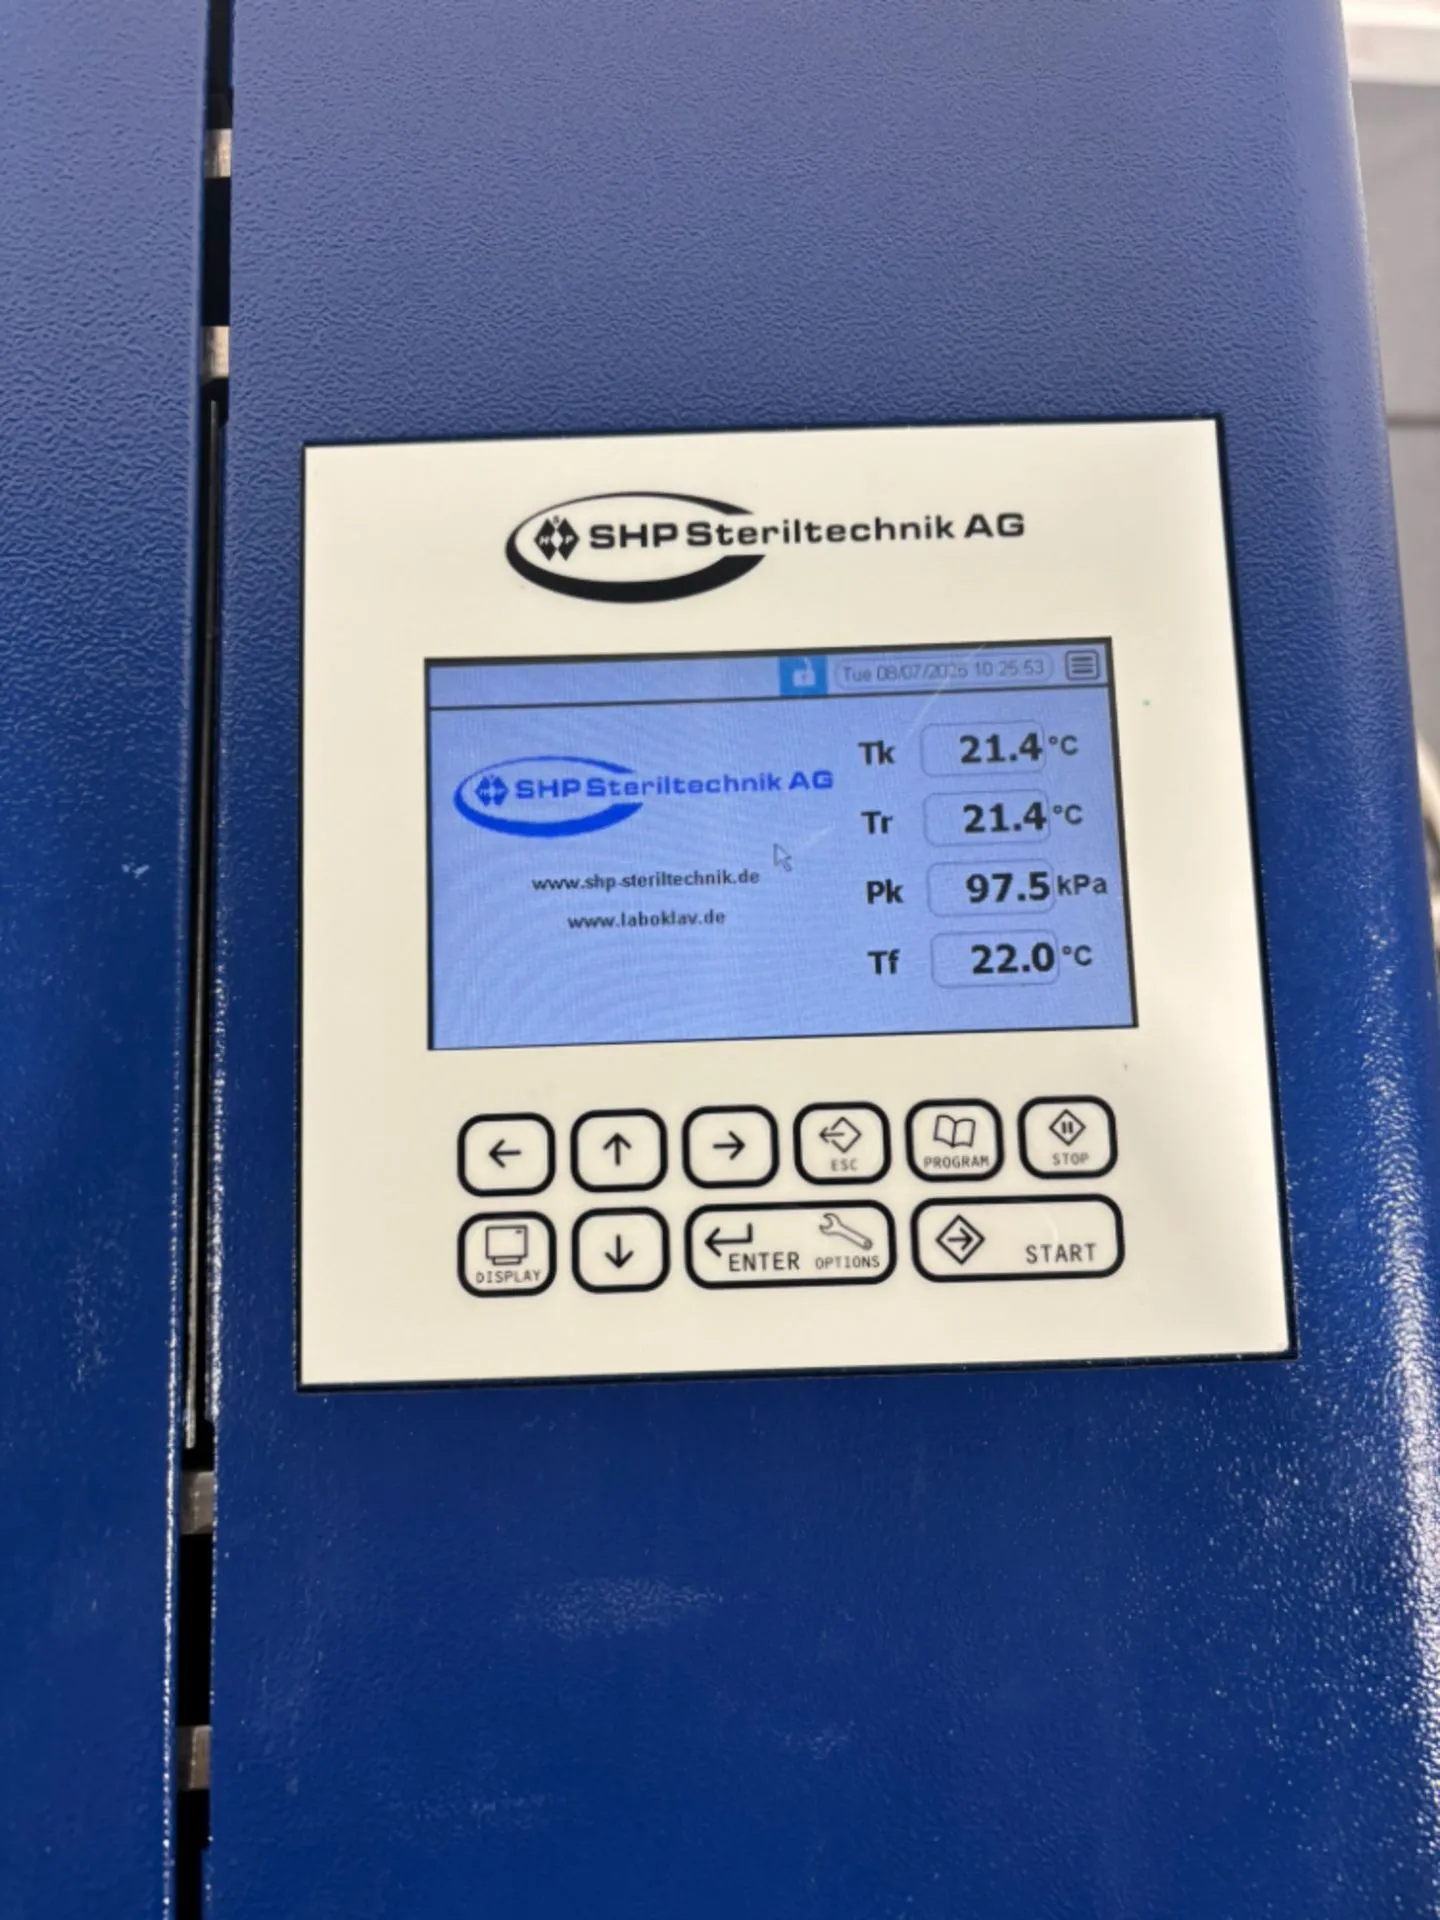 SHP Steriltechnik AG
Tue 08/07/2025 10:25:53
SHP Steriltechnik AG
www.shp-steriltechnik.de
www.laboklav.de
Tk 21.4 °C
Tr 21.4 °C
Pk 97.5 kPa
Tf 22.0 °C
ESC
PROGRAM
STOP
DISPLAY
ENTER
OPTIONS
START